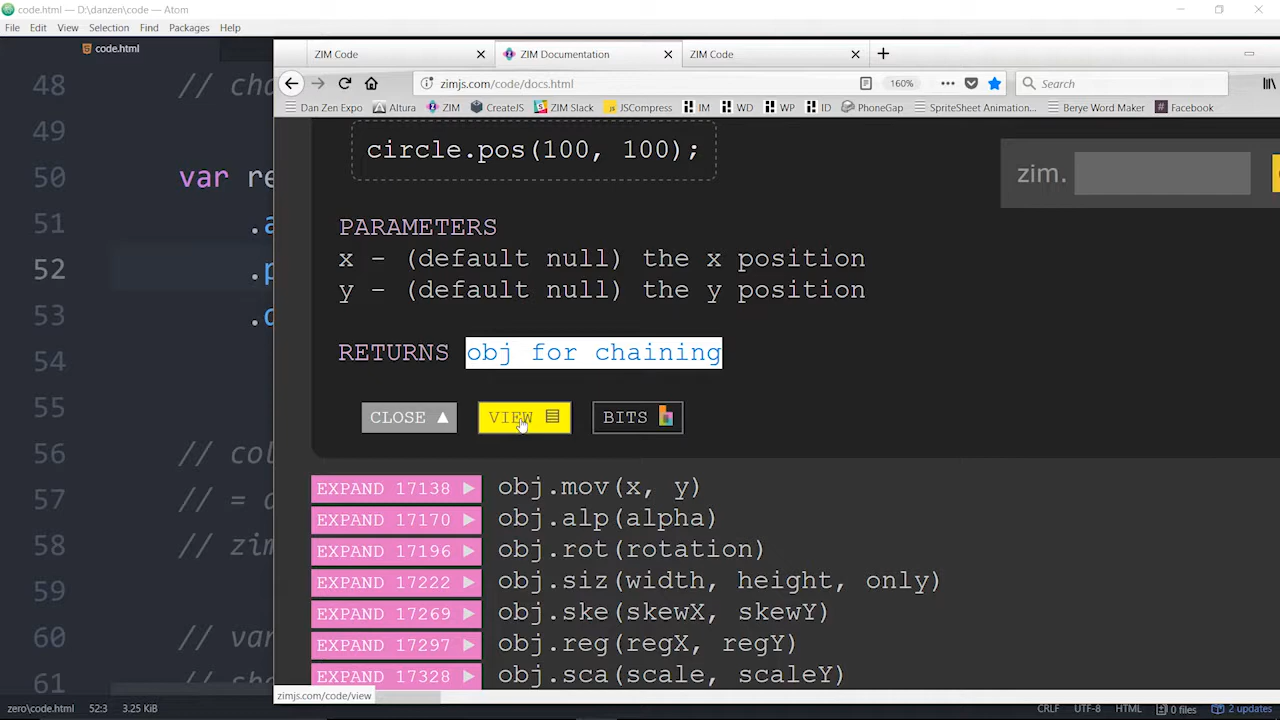 code.html — D:\danzen\code — Atom
File Edit View Selection Find Packages Help
code.html
ZIM Code
ZIM Documentation
ZIM Code
zimjs.com/code/docs.html
160%
Search
Dan Zen Expo
Altura
ZIM
CreateJS
ZIM Slack
JSCompress
IM
WD
WP
ID
PhoneGap
SpriteSheet Animation...
Berye Word Maker
Facebook
48 // cha
49
50 var re
51 .a
52 .p
53 .c
54
55
56 // col
57 // = a
58 // zim
59
60 // van
61
circle.pos(100, 100);
zim.
PARAMETERS
x - (default null) the x position
y - (default null) the y position
RETURNS obj for chaining
CLOSE ▲ VIEW BITS
EXPAND 17138 ► obj.mov(x, y)
EXPAND 17170 ► obj.alp(alpha)
EXPAND 17196 ► obj.rot(rotation)
EXPAND 17222 ► obj.siz(width, height, only)
EXPAND 17269 ► obj.ske(skewX, skewY)
EXPAND 17297 ► obj.reg(regX, regY)
EXPAND 17328 ► obj.sca(scale, scaleY)
zimjs.com/code/view
zero\code.html 52:3 3.25 KiB
CRLF UTF-8 HTML 0 files 2 updates